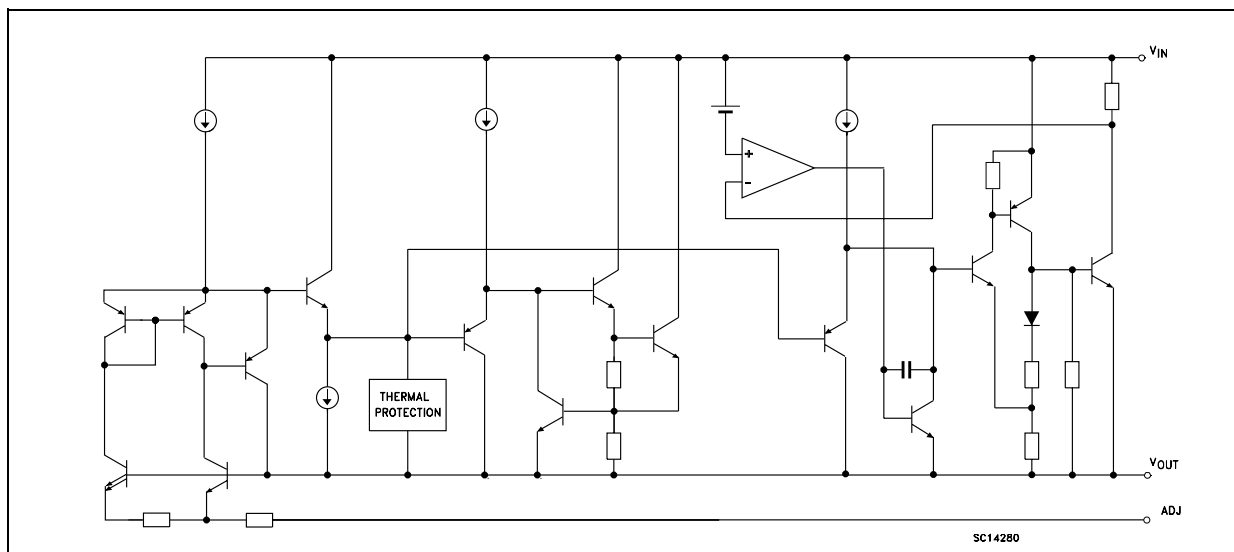 VIN
+
−
THERMAL
PROTECTION
VOUT
ADJ
SC14280